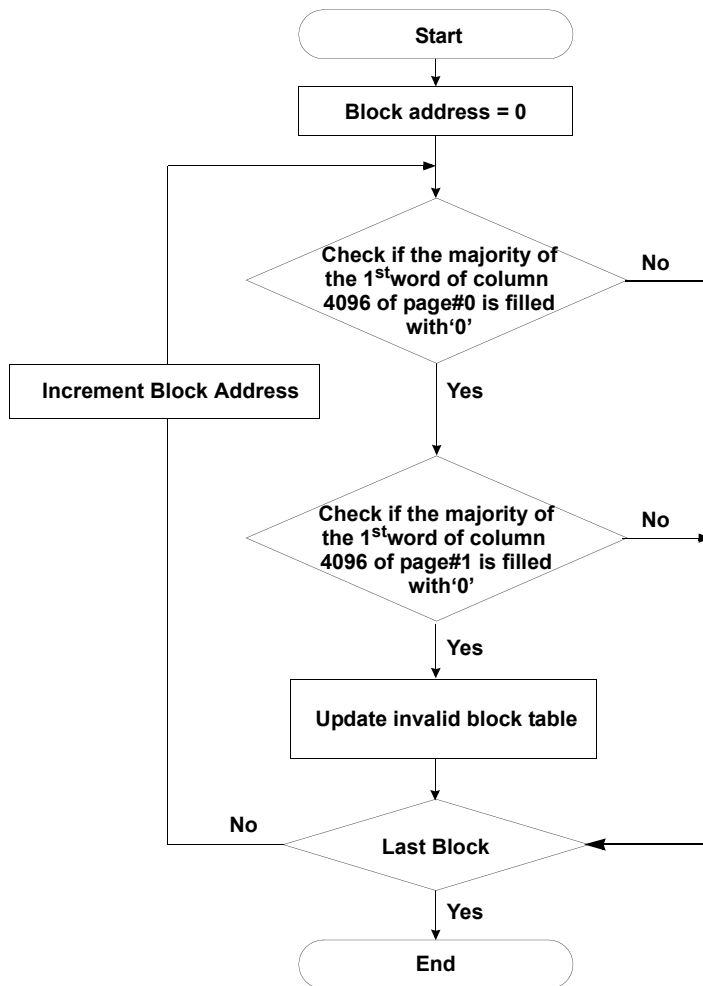 Start
Block address = 0
Check if the majority of
the 1stword of column
4096 of page#0 is filled
with‘0’
No
Increment Block Address
Yes
Check if the majority of
the 1stword of column
4096 of page#1 is filled
with‘0’
No
Yes
Update invalid block table
No
Last Block
Yes
End